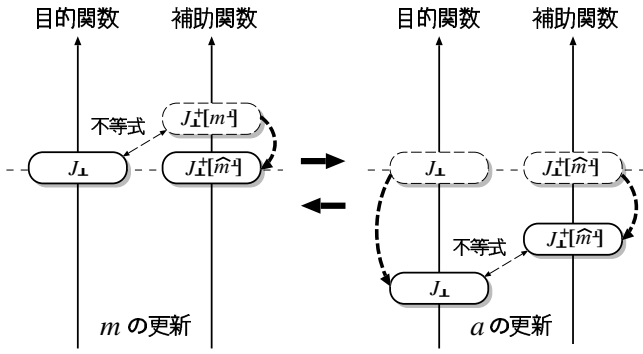 目的関数 補助関数 目的関数 補助関数
不等式 J⊥⁺[m⊥]
J⊥ J⊥⁺[m̂⊥] J⊥ J⊥⁺[m̂⊥]
不等式 J⊥⁺[m̂⊥]
J⊥
m の更新 a の更新